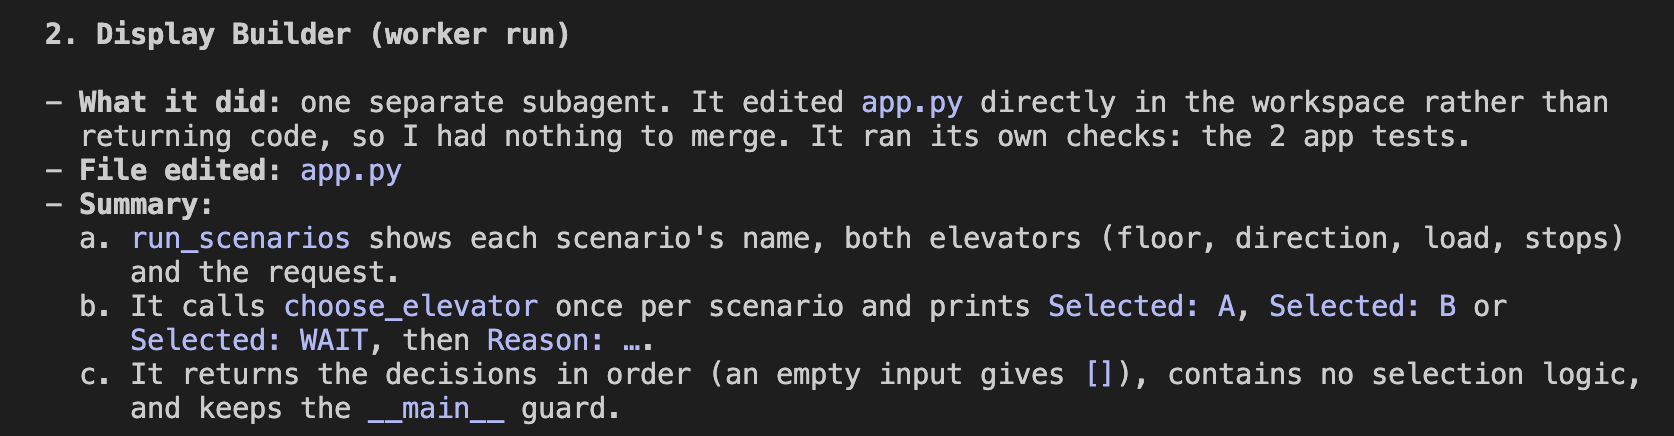 2. Display Builder (worker run)
– What it did: one separate subagent. It edited app.py directly in the workspace rather than
returning code, so I had nothing to merge. It ran its own checks: the 2 app tests.
– File edited: app.py
– Summary:
a. run_scenarios shows each scenario's name, both elevators (floor, direction, load, stops)
and the request.
b. It calls choose_elevator once per scenario and prints Selected: A, Selected: B or
Selected: WAIT, then Reason: ….
c. It returns the decisions in order (an empty input gives []), contains no selection logic,
and keeps the __main__ guard.